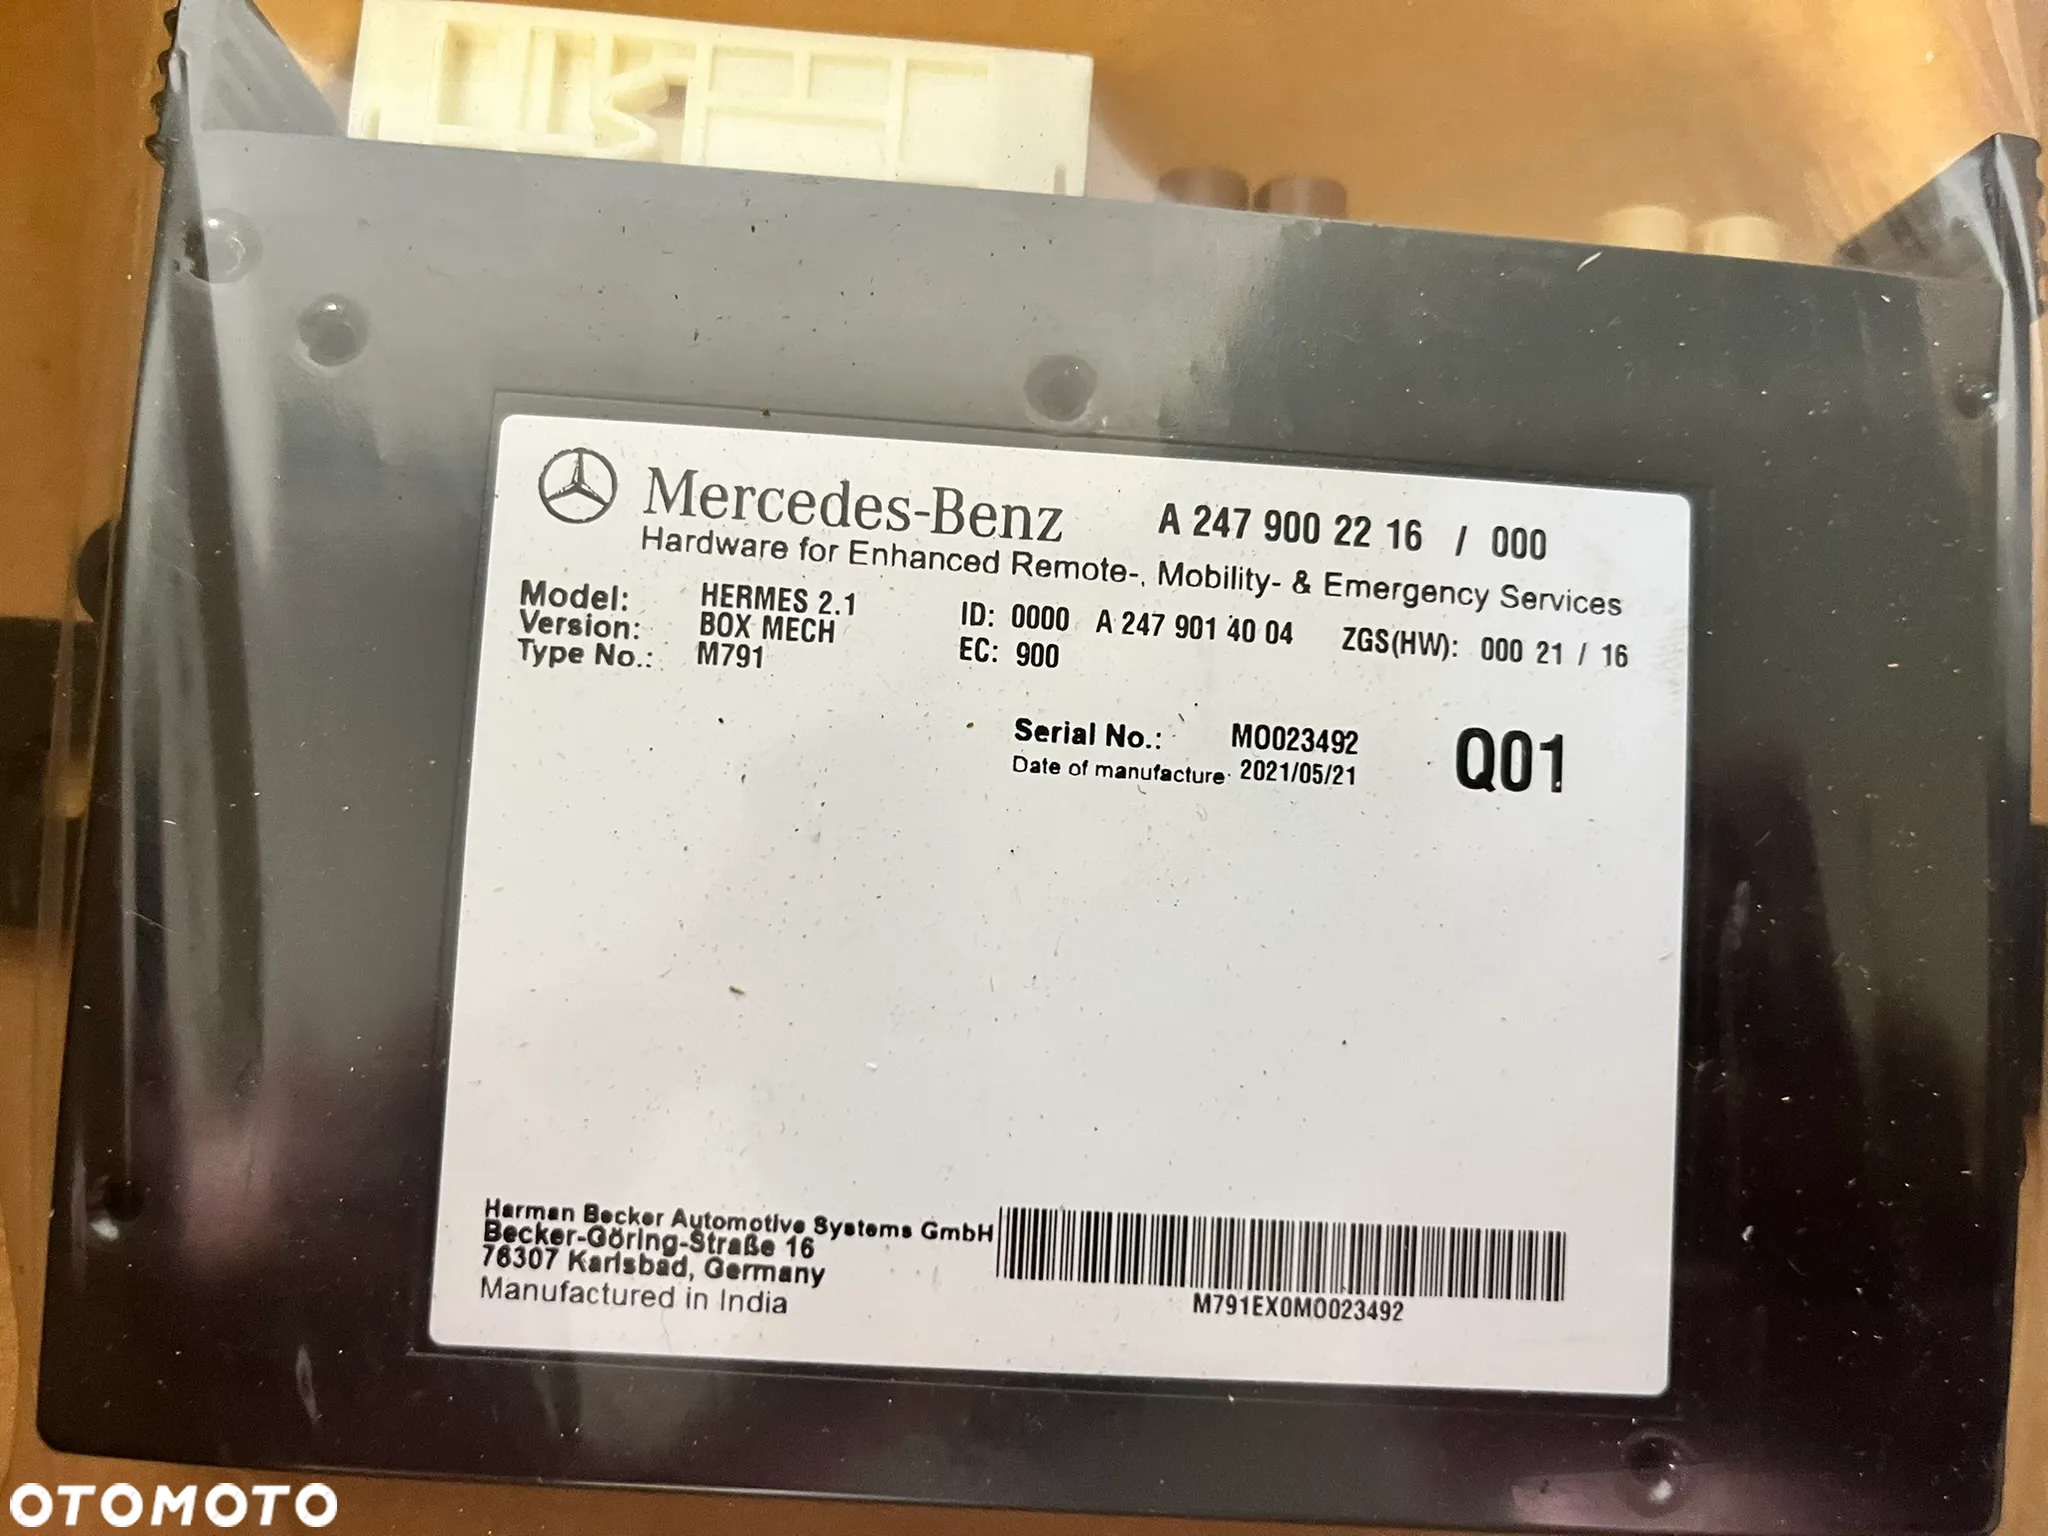 Mercedes-Benz A 247 900 22 16 / 000
Hardware for Enhanced Remote-, Mobility- & Emergency Services
Model: HERMES 2.1 ID: 0000 A 247 901 40 04 ZGS(HW): 000 21 / 16
Version: BOX MECH EC: 900
Type No.: M791
Serial No.: M0023492 Q01
Date of manufacture: 2021/05/21
Harman Becker Automotive Systems GmbH
Becker-Göring-Straße 16
76307 Karlsbad, Germany
Manufactured in India
M791EX0M0023492
OTOMOTO